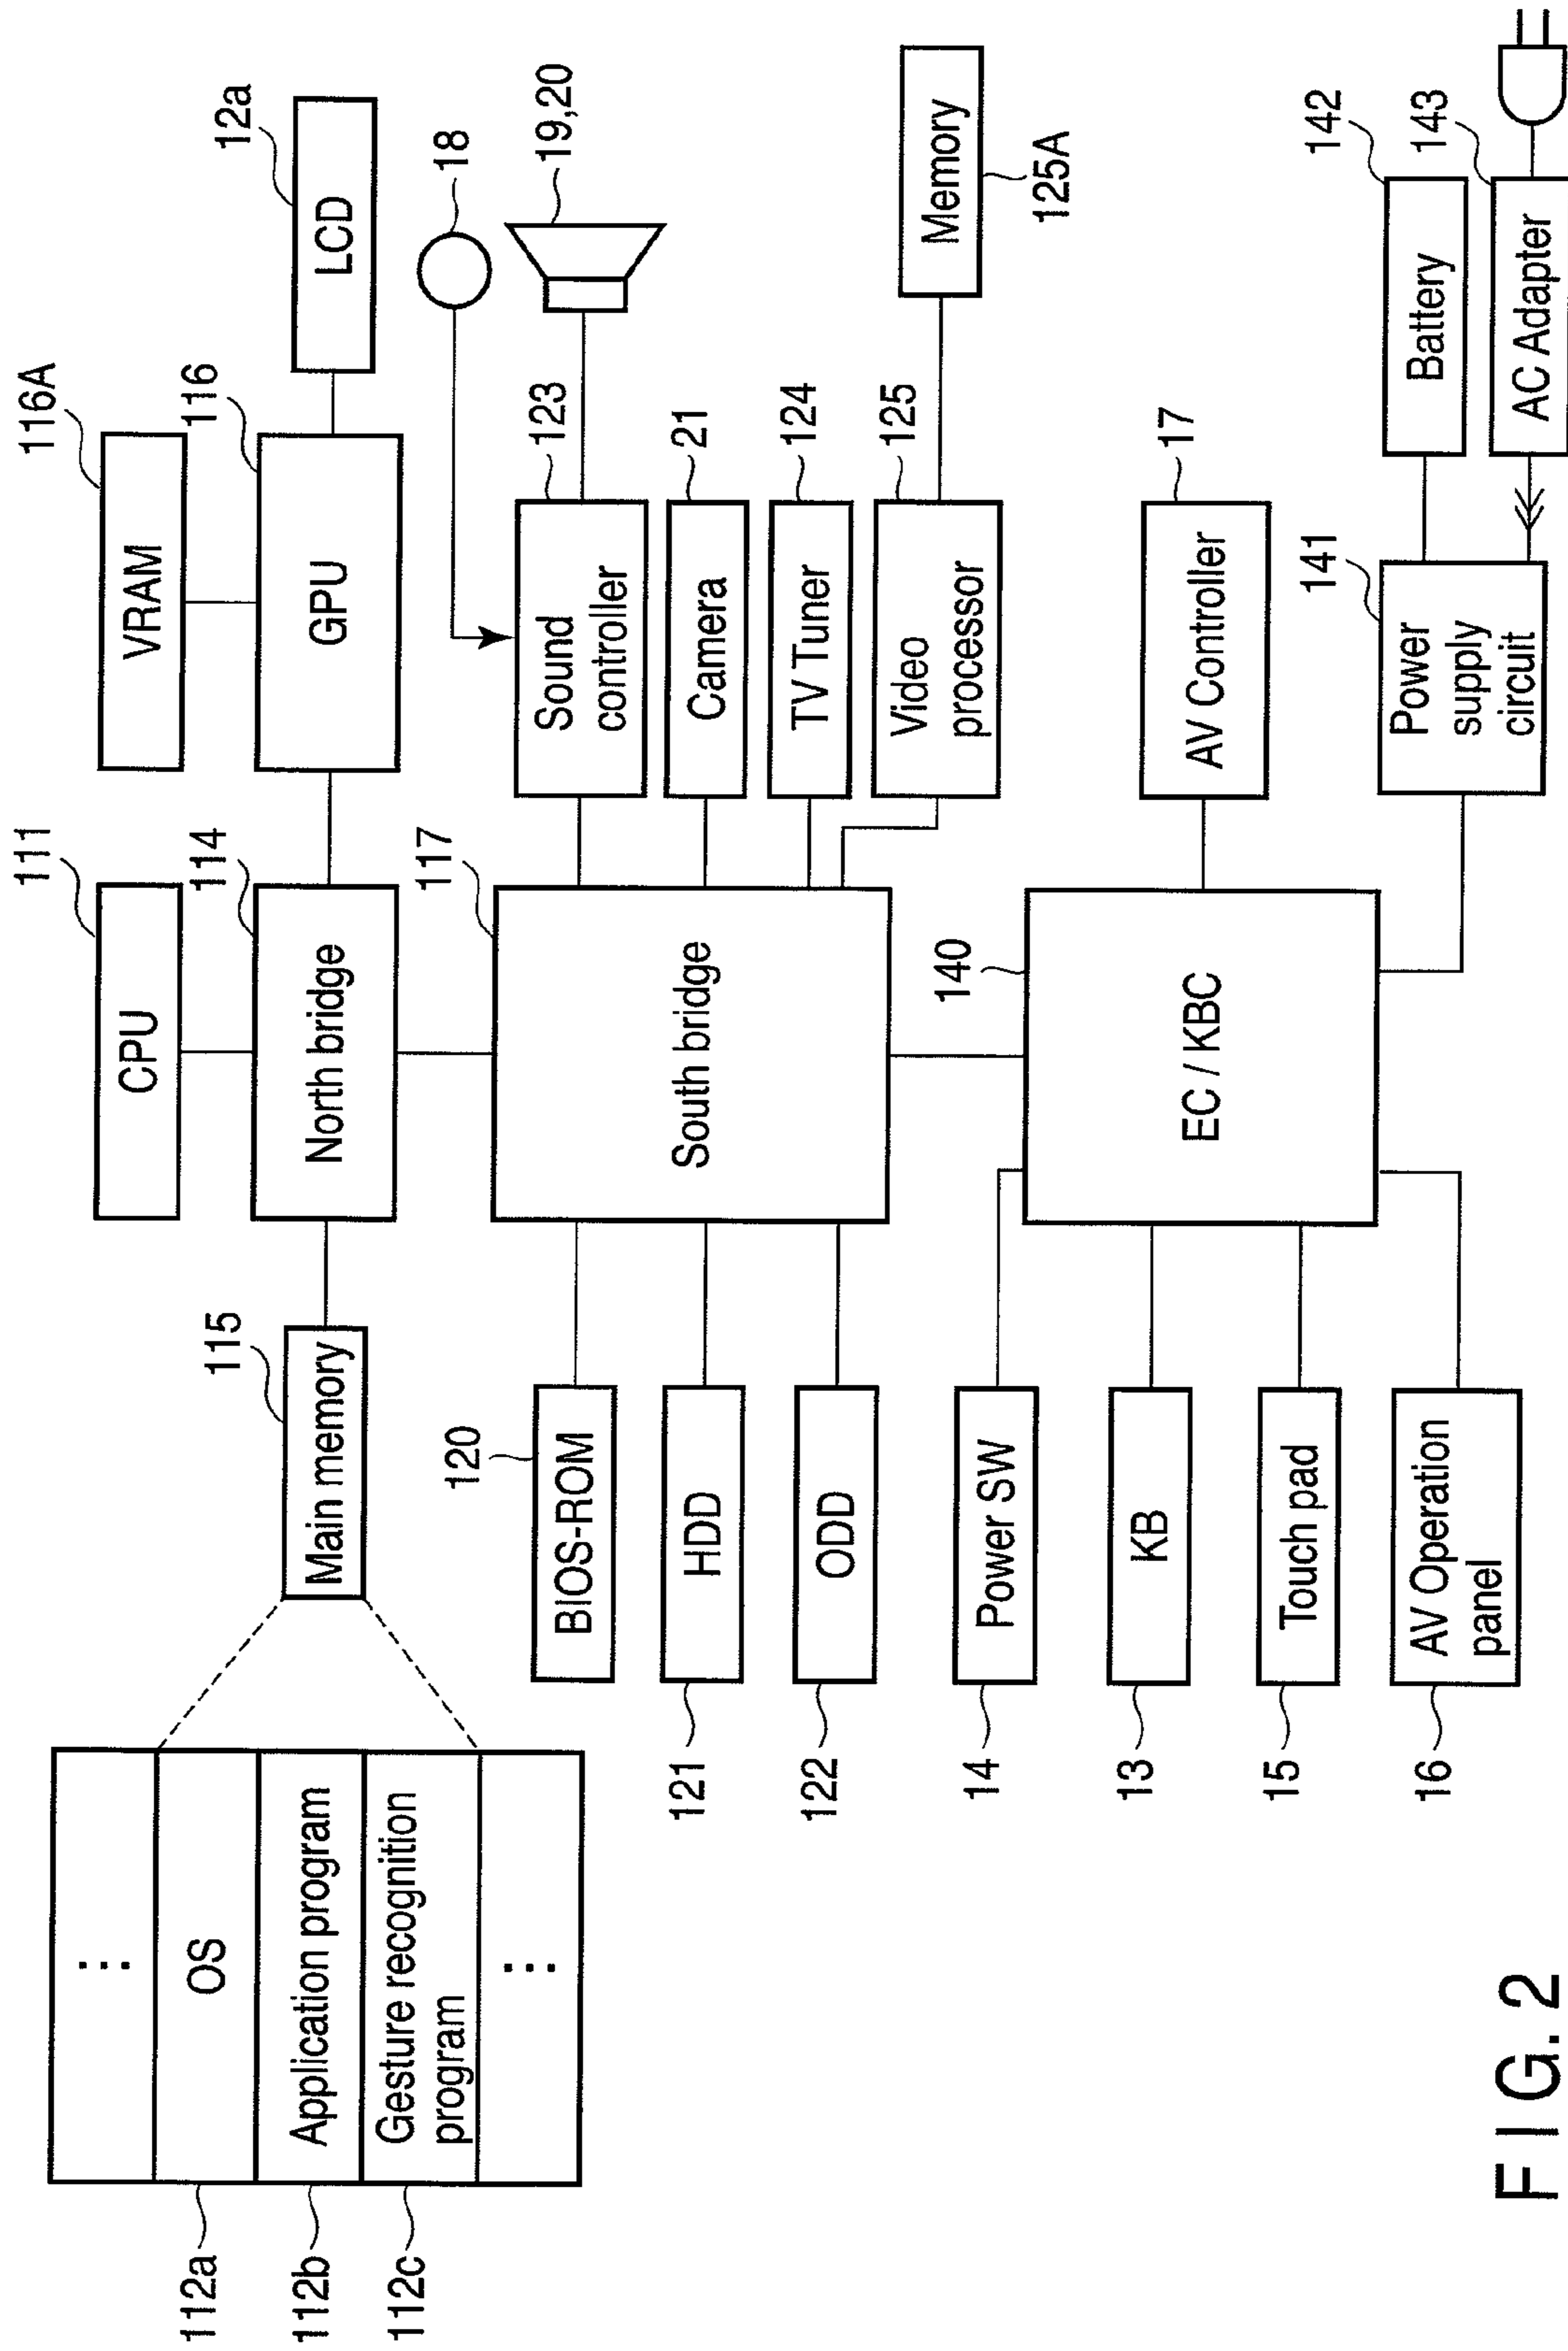 111
CPU
116A
VRAM
12a
LCD
114
North bridge
116
GPU
115
Main memory
⋮
112a
OS
112b
Application program
112c
Gesture recognition
program
⋮
18
19,20
117
South bridge
120
BIOS-ROM
121
HDD
122
ODD
123
Sound
controller
21
Camera
124
TV Tuner
125
Video
processor
Memory
125A
140
EC / KBC
14
Power SW
13
KB
15
Touch pad
16
AV Operation
panel
17
AV Controller
141
Power
supply
circuit
142
Battery
143
AC Adapter
FIG. 2